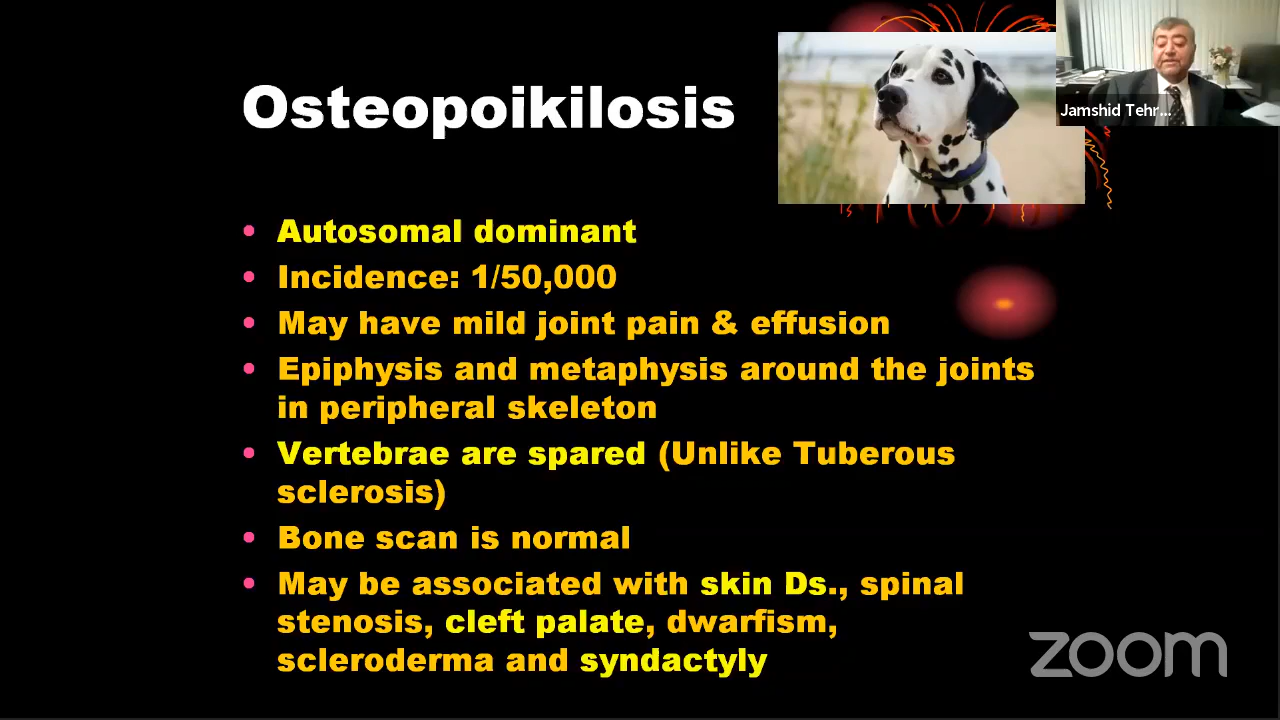 Osteopoikilosis
Jamshid Tehr...
• Autosomal dominant
• Incidence: 1/50,000
• May have mild joint pain & effusion
• Epiphysis and metaphysis around the joints
in peripheral skeleton
• Vertebrae are spared (Unlike Tuberous
sclerosis)
• Bone scan is normal
• May be associated with skin Ds., spinal
stenosis, cleft palate, dwarfism,
scleroderma and syndactyly
zoom